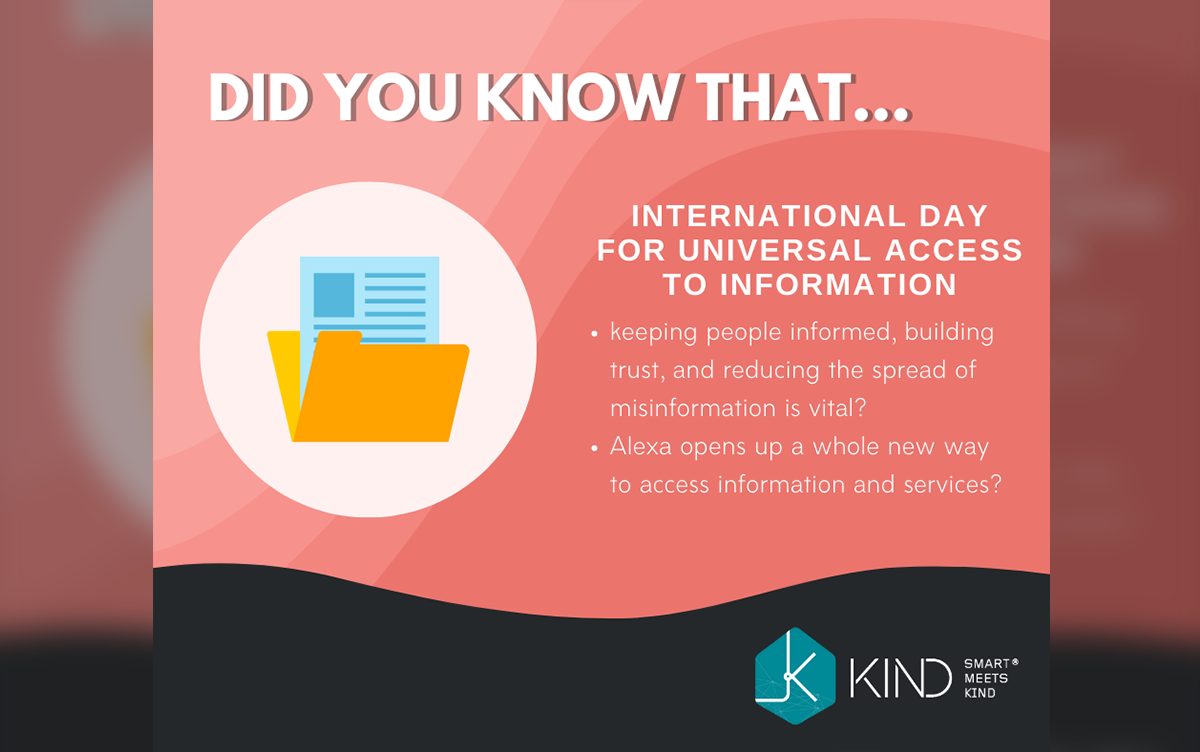 DID YOU KNOW THAT...
INTERNATIONAL DAY
FOR UNIVERSAL ACCESS
TO INFORMATION
• keeping people informed, building
trust, and reducing the spread of
misinformation is vital?
• Alexa opens up a whole new way
to access information and services?
KIND
SMART®
MEETS
KIND